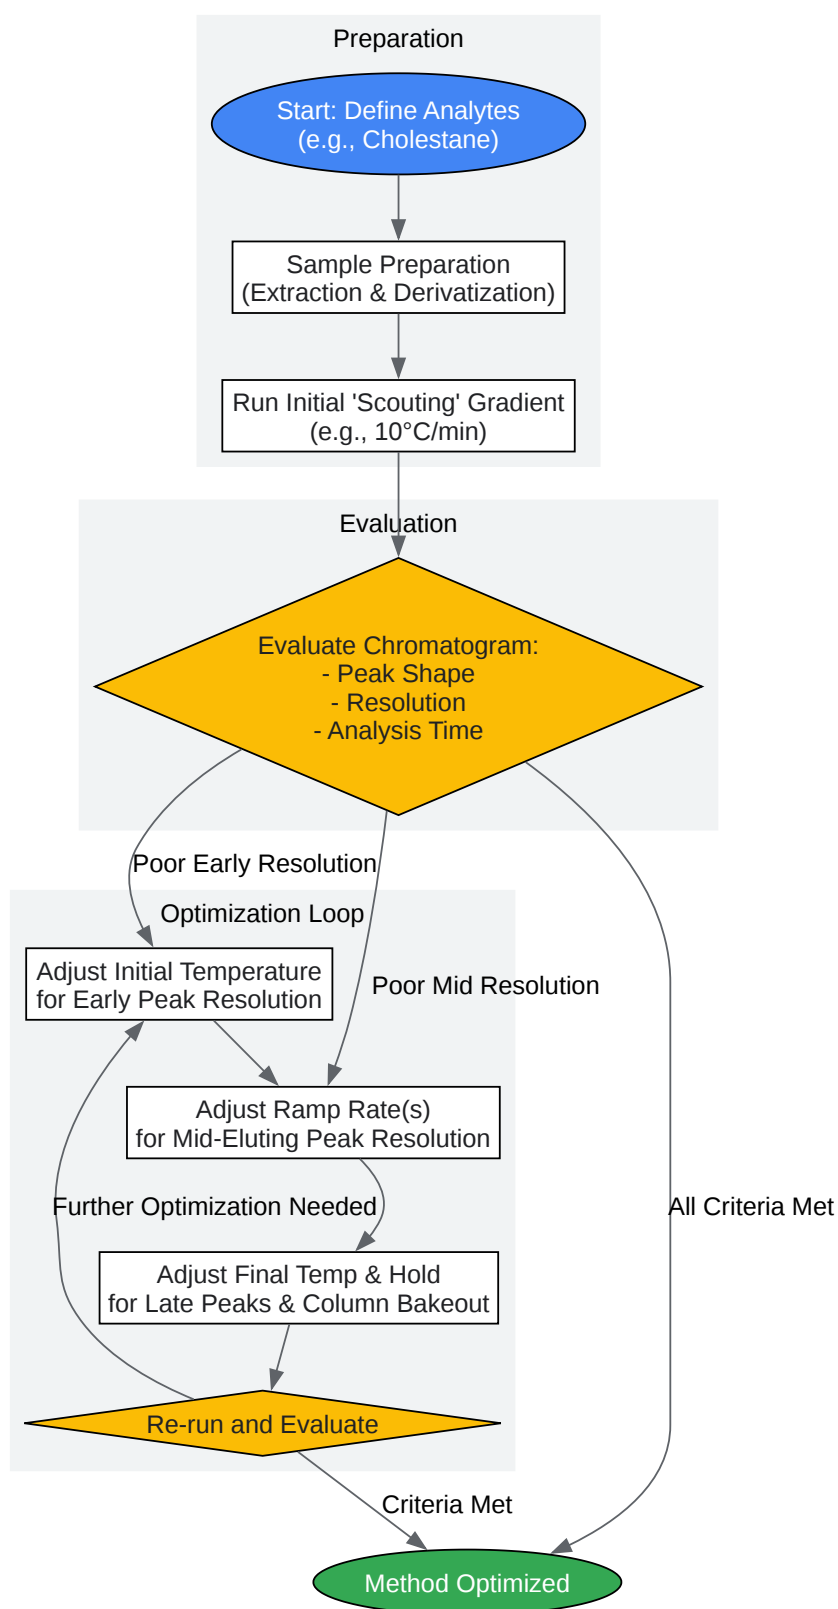 Preparation
Start: Define Analytes
(e.g., Cholestane)
Sample Preparation
(Extraction & Derivatization)
Run Initial 'Scouting' Gradient
(e.g., 10°C/min)
Evaluation
Evaluate Chromatogram:
- Peak Shape
- Resolution
- Analysis Time
Poor Early Resolution
Optimization Loop
Adjust Initial Temperature
for Early Peak Resolution
Poor Mid Resolution
Adjust Ramp Rate(s)
for Mid-Eluting Peak Resolution
Further Optimization Needed
All Criteria Met
Adjust Final Temp & Hold
for Late Peaks & Column Bakeout
Re-run and Evaluate
Criteria Met
Method Optimized